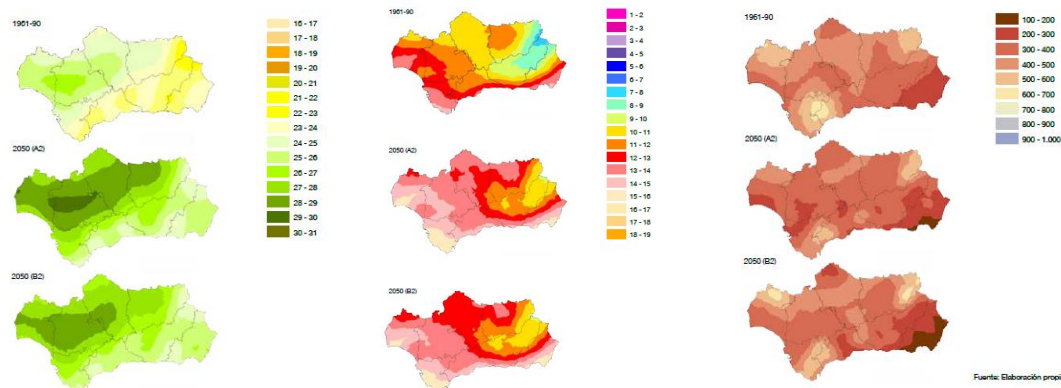 1961-90
2050 (A2)
2050 (B2)
16 - 17
17 - 18
18 - 19
19 - 20
20 - 21
21 - 22
22 - 23
23 - 24
24 - 25
25 - 26
26 - 27
27 - 28
28 - 29
29 - 30
30 - 31
1961-90
2050 (A2)
2050 (B2)
1 - 2
2 - 3
3 - 4
4 - 5
5 - 6
6 - 7
7 - 8
8 - 9
9 - 10
10 - 11
11 - 12
12 - 13
13 - 14
14 - 15
15 - 16
16 - 17
17 - 18
18 - 19
1961-90
2050 (A2)
2050 (B2)
100 - 200
200 - 300
300 - 400
400 - 500
500 - 600
600 - 700
700 - 800
800 - 900
900 - 1.000
Fuente: Elaboración propi